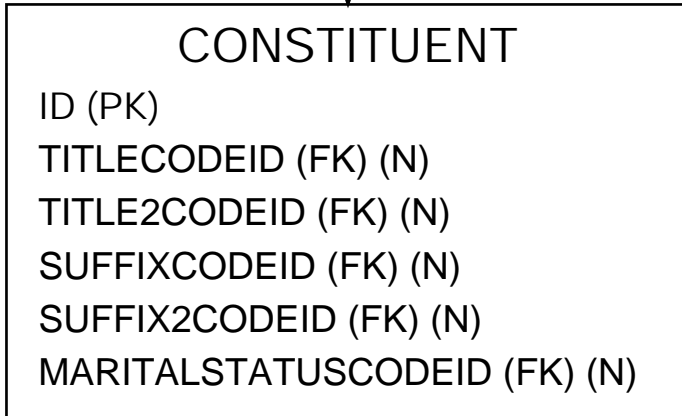 CONSTITUENT
ID (PK)
TITLECODEID (FK) (N)
TITLE2CODEID (FK) (N)
SUFFIXCODEID (FK) (N)
SUFFIX2CODEID (FK) (N)
MARITALSTATUSCODEID (FK) (N)